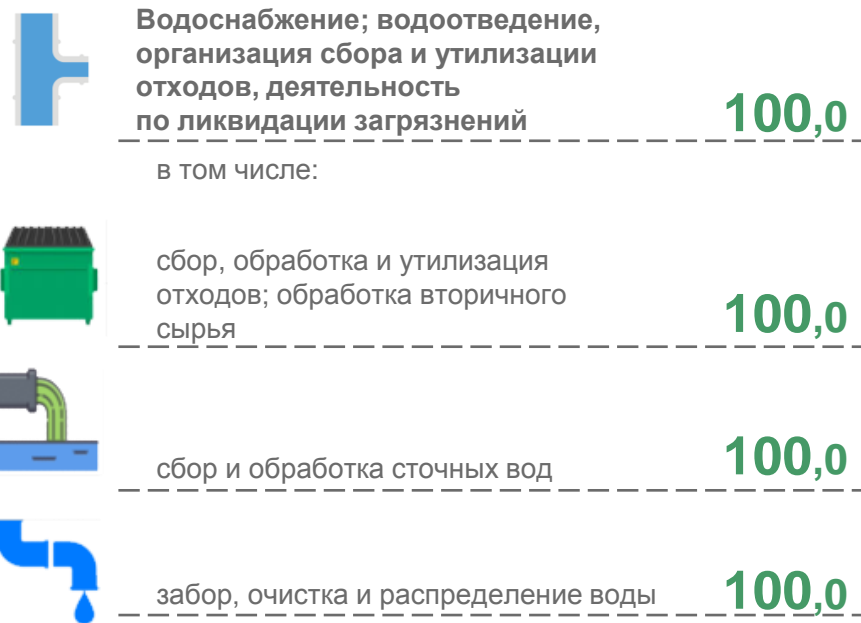 Водоснабжение; водоотведение,
организация сбора и утилизации
отходов, деятельность
по ликвидации загрязнений
100,0
в том числе:
сбор, обработка и утилизация
отходов; обработка вторичного
сырья
100,0
сбор и обработка сточных вод
100,0
забор, очистка и распределение воды
100,0